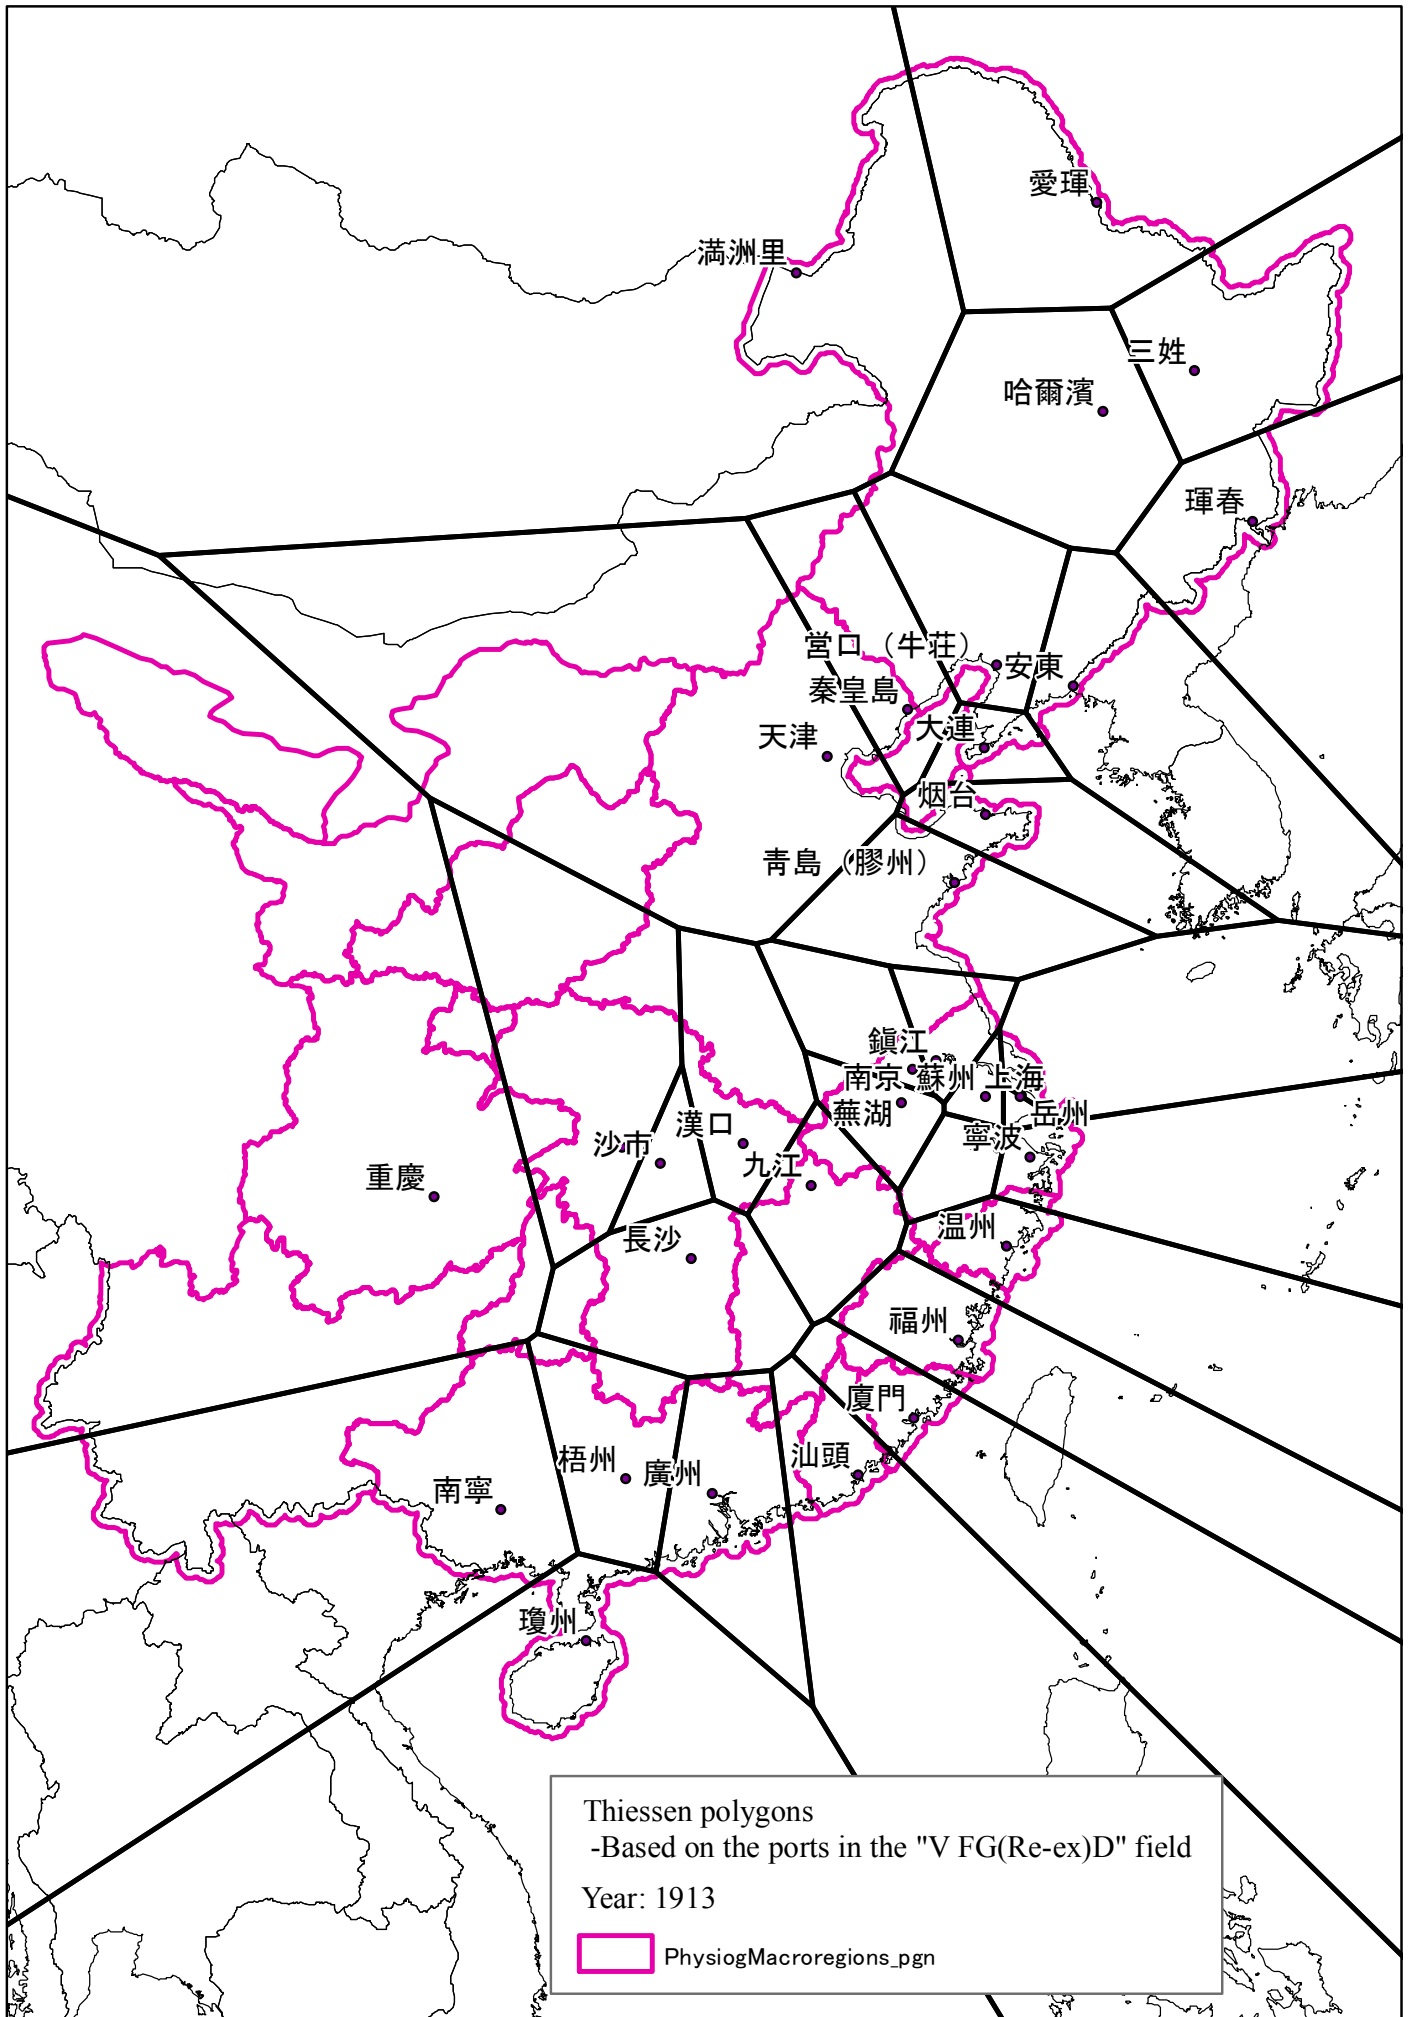 愛琿
満洲里
三姓
哈爾濱
琿春
営口（牛荘）
安東
秦皇島
大連
天津
烟台
青島（膠州）
鎮江
南京
蘇州
上海
蕪湖
岳州
漢口
寧波
沙市
九江
重慶
温州
長沙
福州
廈門
汕頭
梧州
廣州
南寧
瓊州
Thiessen polygons
-Based on the ports in the "V FG(Re-ex)D" field
Year: 1913
PhysiogMacroregions_pgn